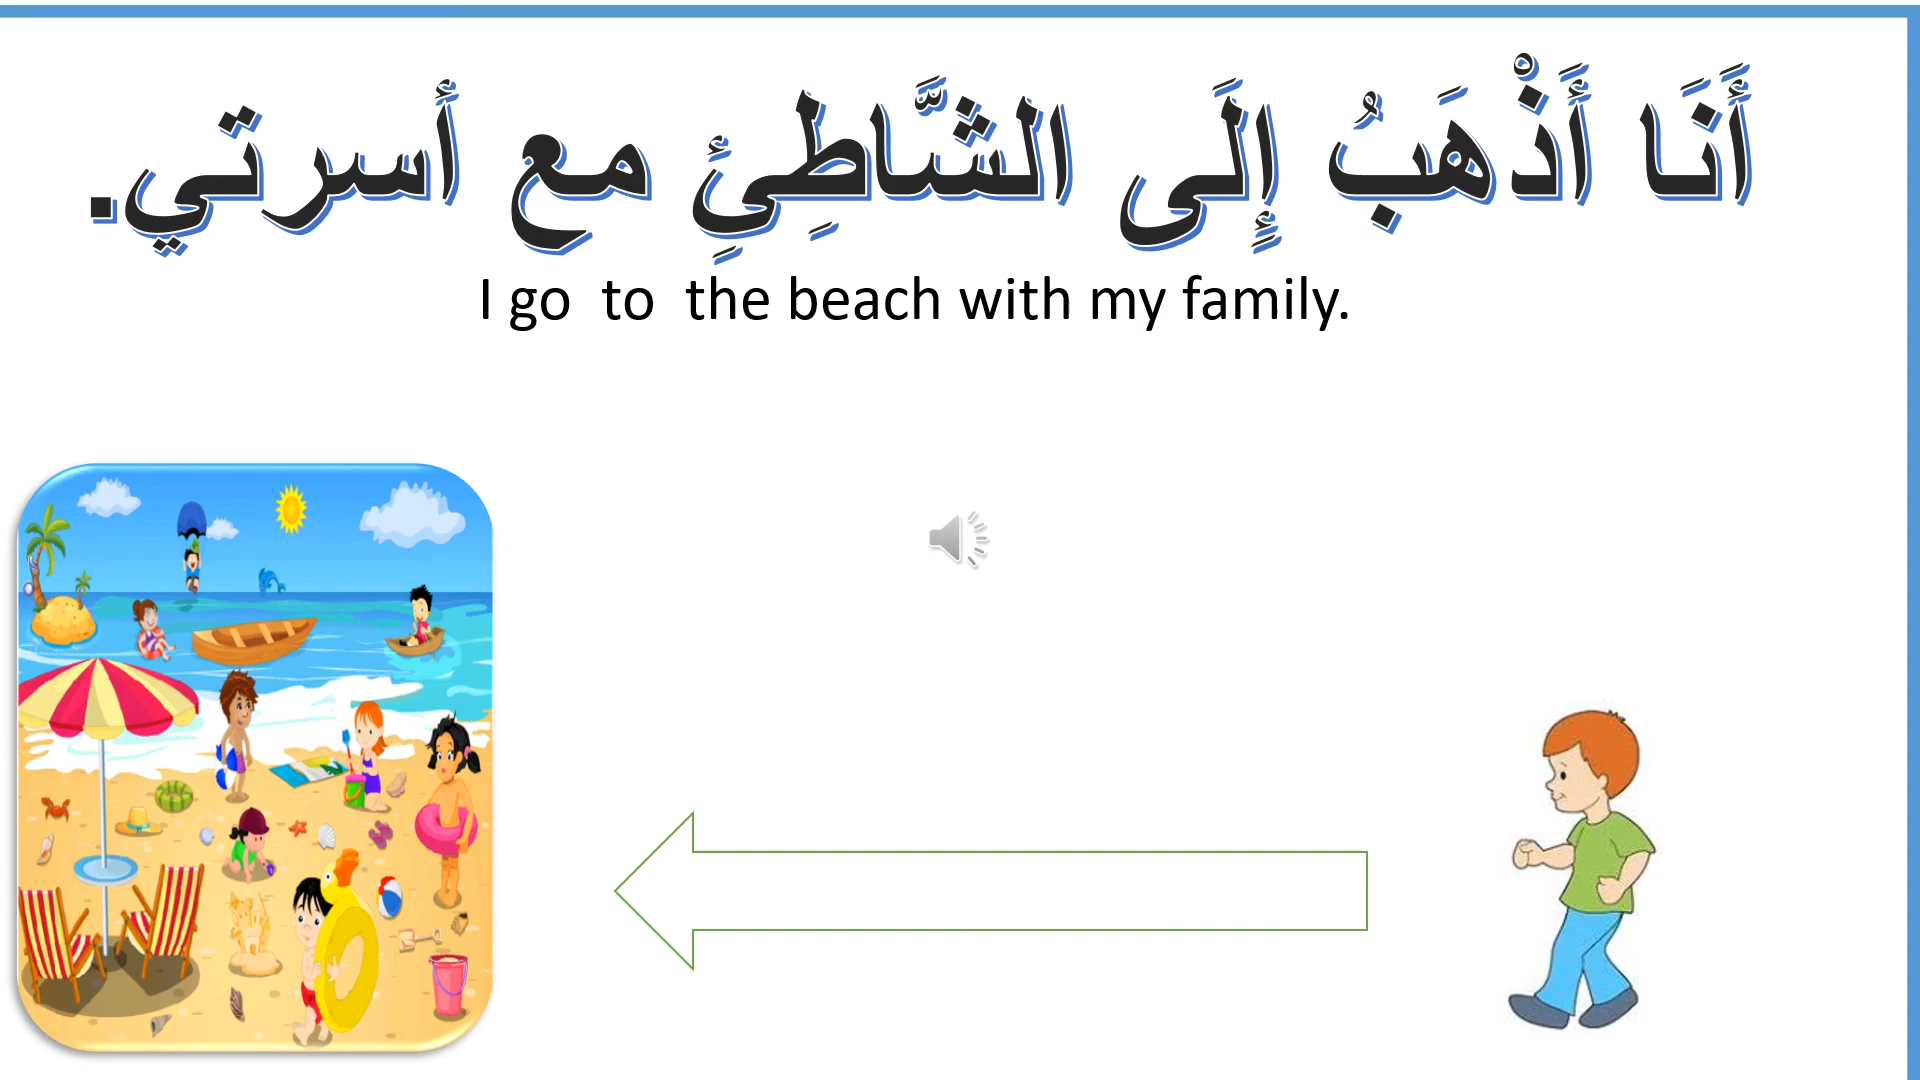 أَنَا أَذْهَبُ إِلَى الشَّاطِئِ مع أسرتي.
I go to the beach with my family.